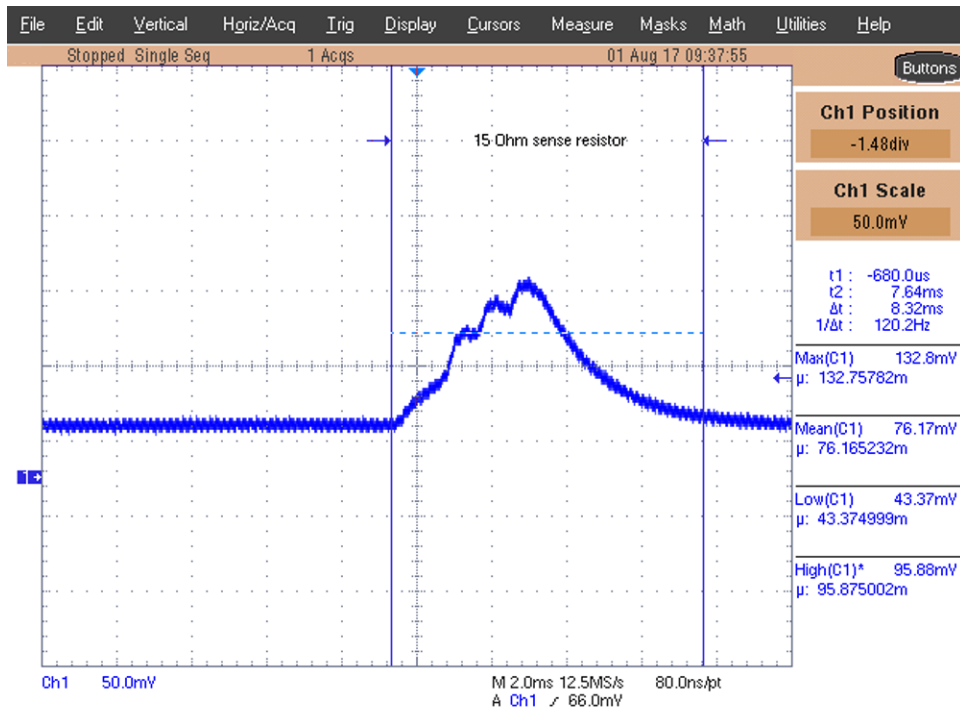 File Edit Vertical Horiz/Acq Trig Display Cursors Measure Masks Math Utilities Help
Stopped Single Seq 1 Acqs 01 Aug 17 09:37:55
Buttons
15 Ohm sense resistor
Ch1 Position
-1.48div
Ch1 Scale
50.0mV
t1 : -680.0us
t2 : 7.64ms
Δt : 8.32ms
1/Δt : 120.2Hz
Max(C1) 132.8mV
μ: 132.75782m
Mean(C1) 76.17mV
μ: 76.165232m
Low(C1) 43.37mV
μ: 43.374999m
High(C1)* 95.88mV
μ: 95.875002m
1
Ch1 50.0mV M 2.0ms 12.5MS/s 80.0ns/pt
A Ch1 / 66.0mV